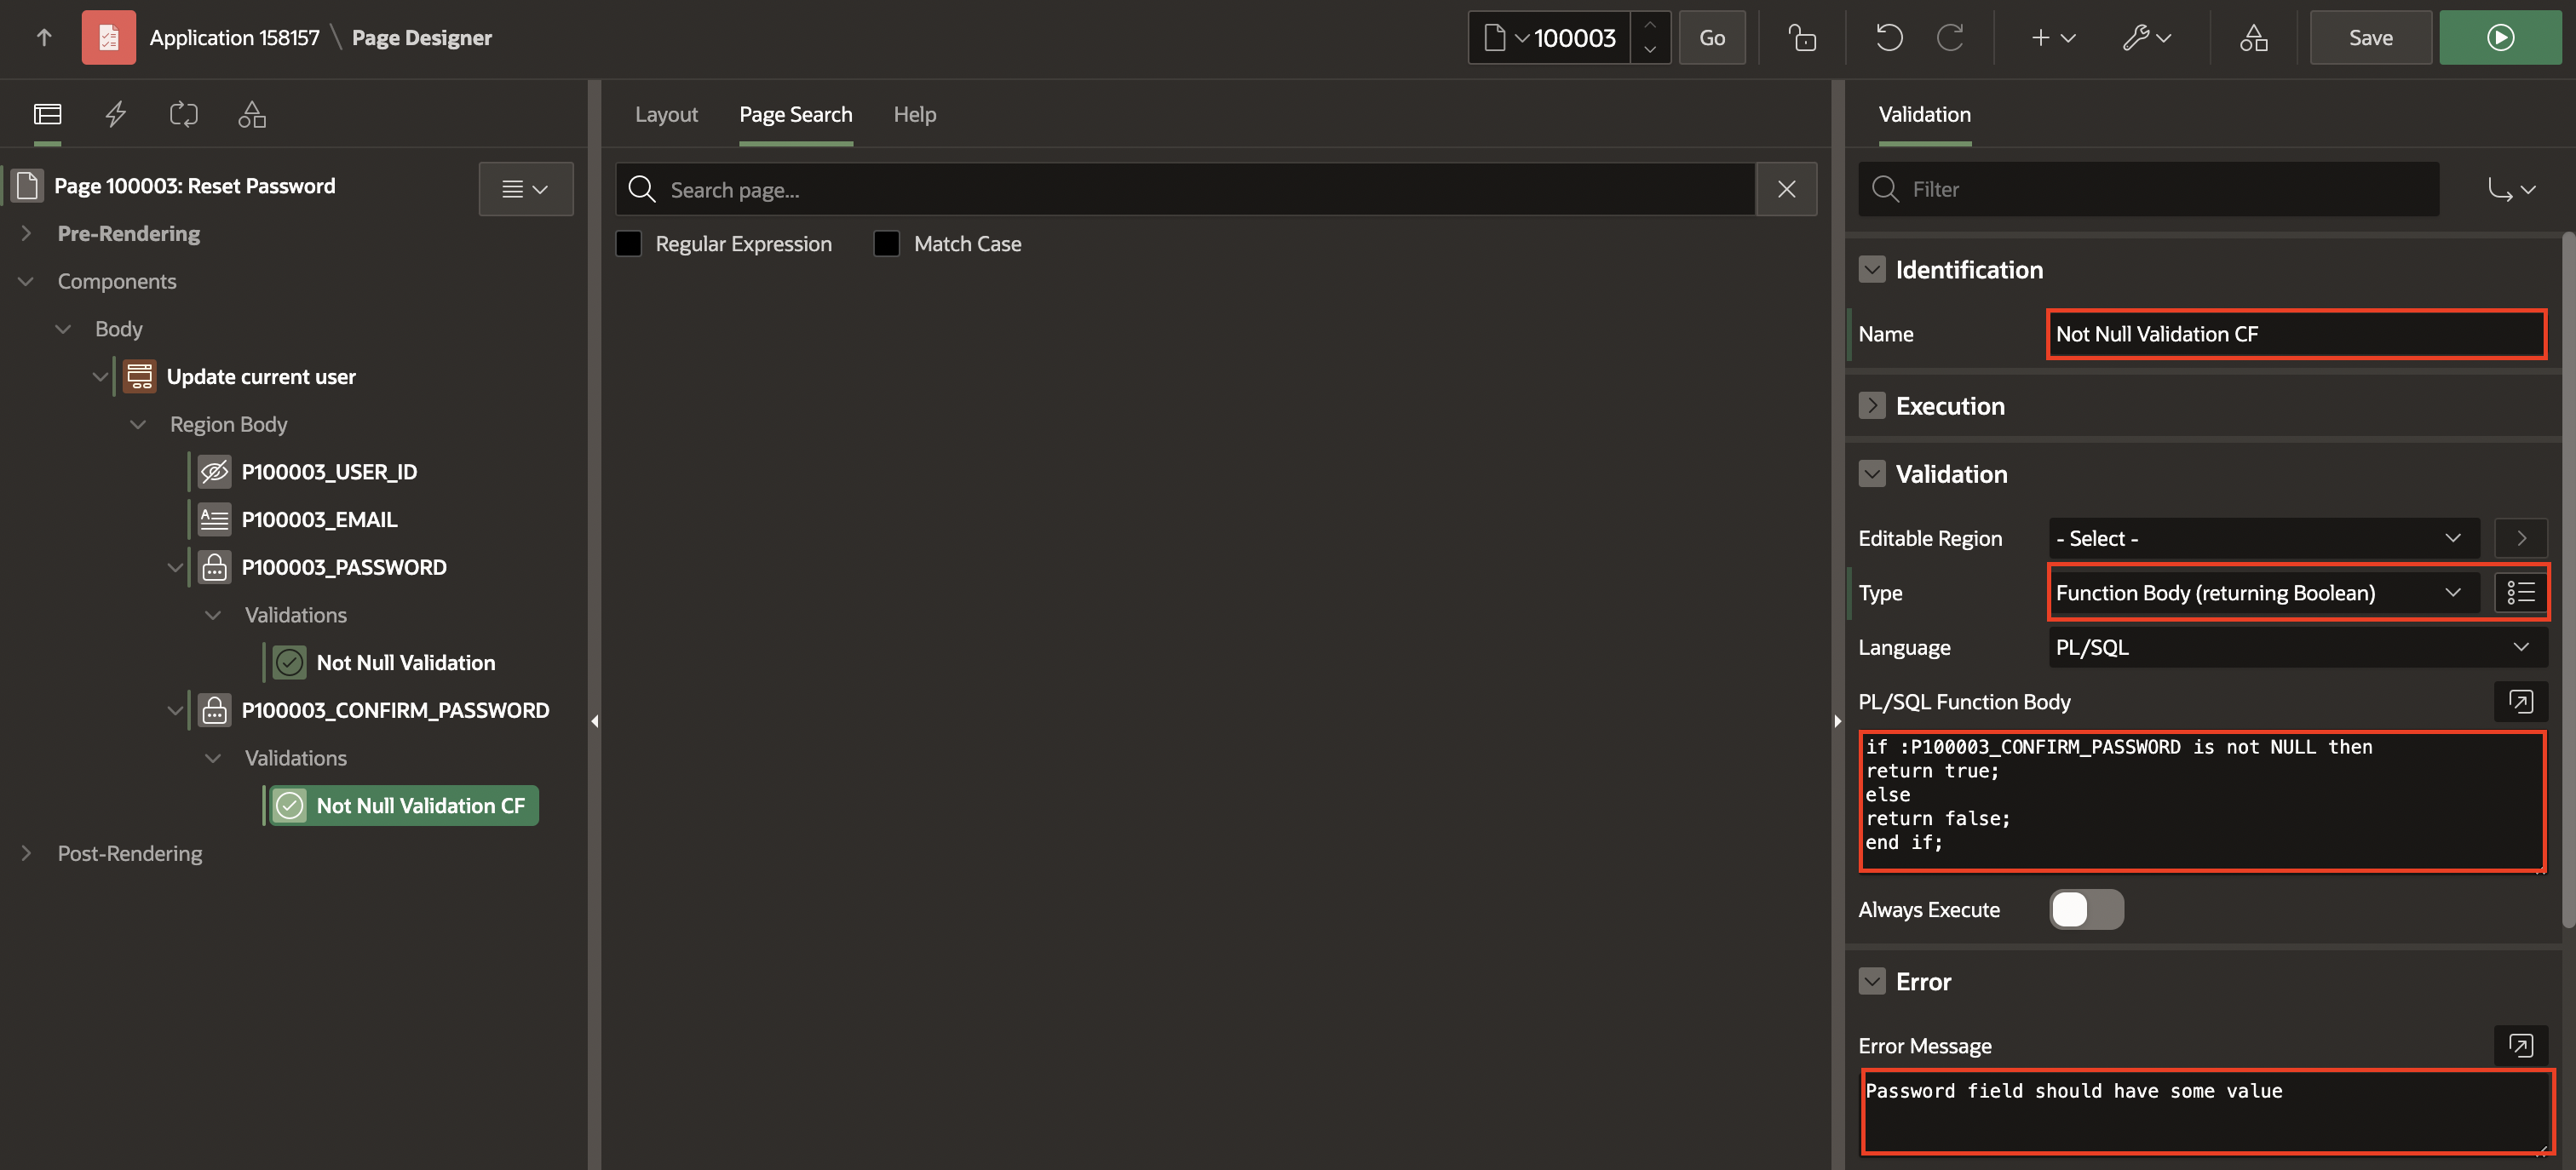 Application 158157 \ Page Designer
100003
Go
Save
Layout
Page Search
Help
Validation
Page 100003: Reset Password
Pre-Rendering
Components
Body
Update current user
Region Body
P100003_USER_ID
P100003_EMAIL
P100003_PASSWORD
Validations
Not Null Validation
P100003_CONFIRM_PASSWORD
Validations
Not Null Validation CF
Post-Rendering
Search page...
Regular Expression
Match Case
Filter
Identification
Name
Not Null Validation CF
Execution
Validation
Editable Region
- Select -
Type
Function Body (returning Boolean)
Language
PL/SQL
PL/SQL Function Body
if :P100003_CONFIRM_PASSWORD is not NULL then
return true;
else
return false;
end if;
Always Execute
Error
Error Message
Password field should have some value